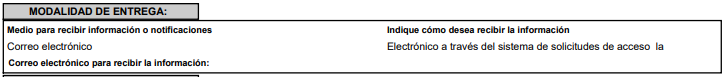 MODALIDAD DE ENTREGA:
Medio para recibir información o notificaciones Indique cómo desea recibir la información
Correo electrónico Electrónico a través del sistema de solicitudes de acceso la
Correo electrónico para recibir la información: